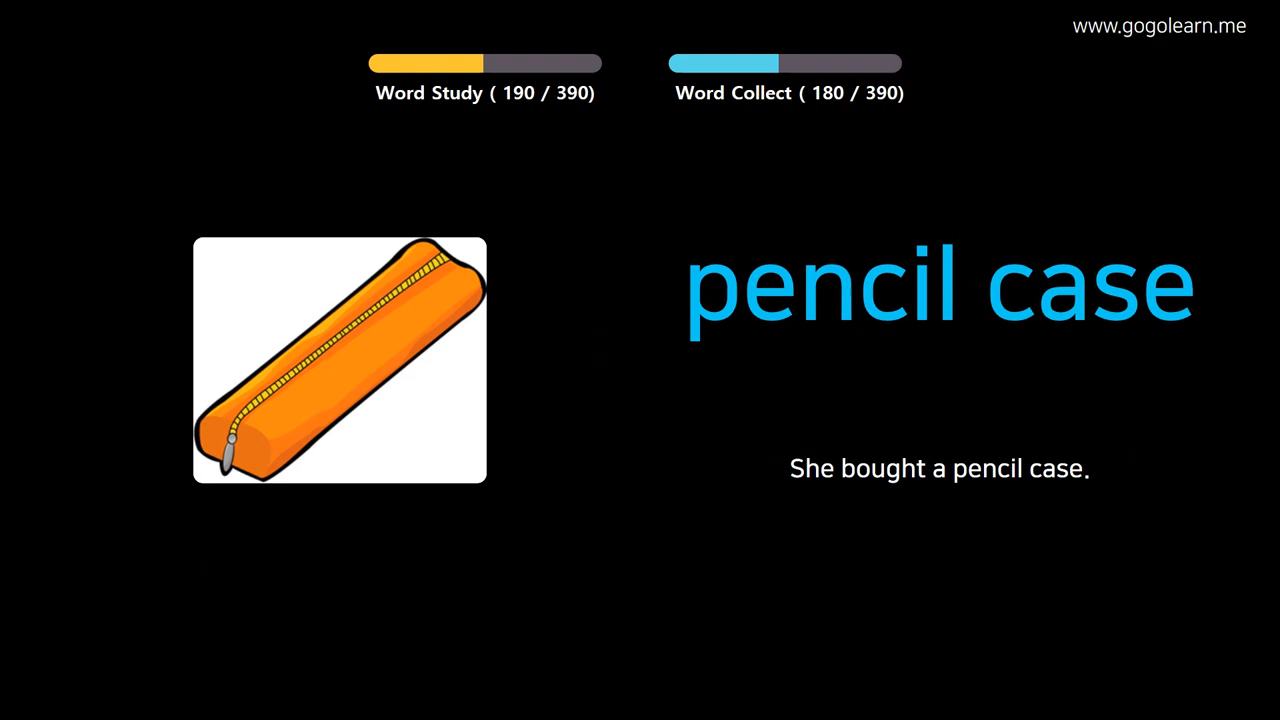 www.gogolearn.me
Word Study ( 190 / 390)
Word Collect ( 180 / 390)
pencil case
She bought a pencil case.